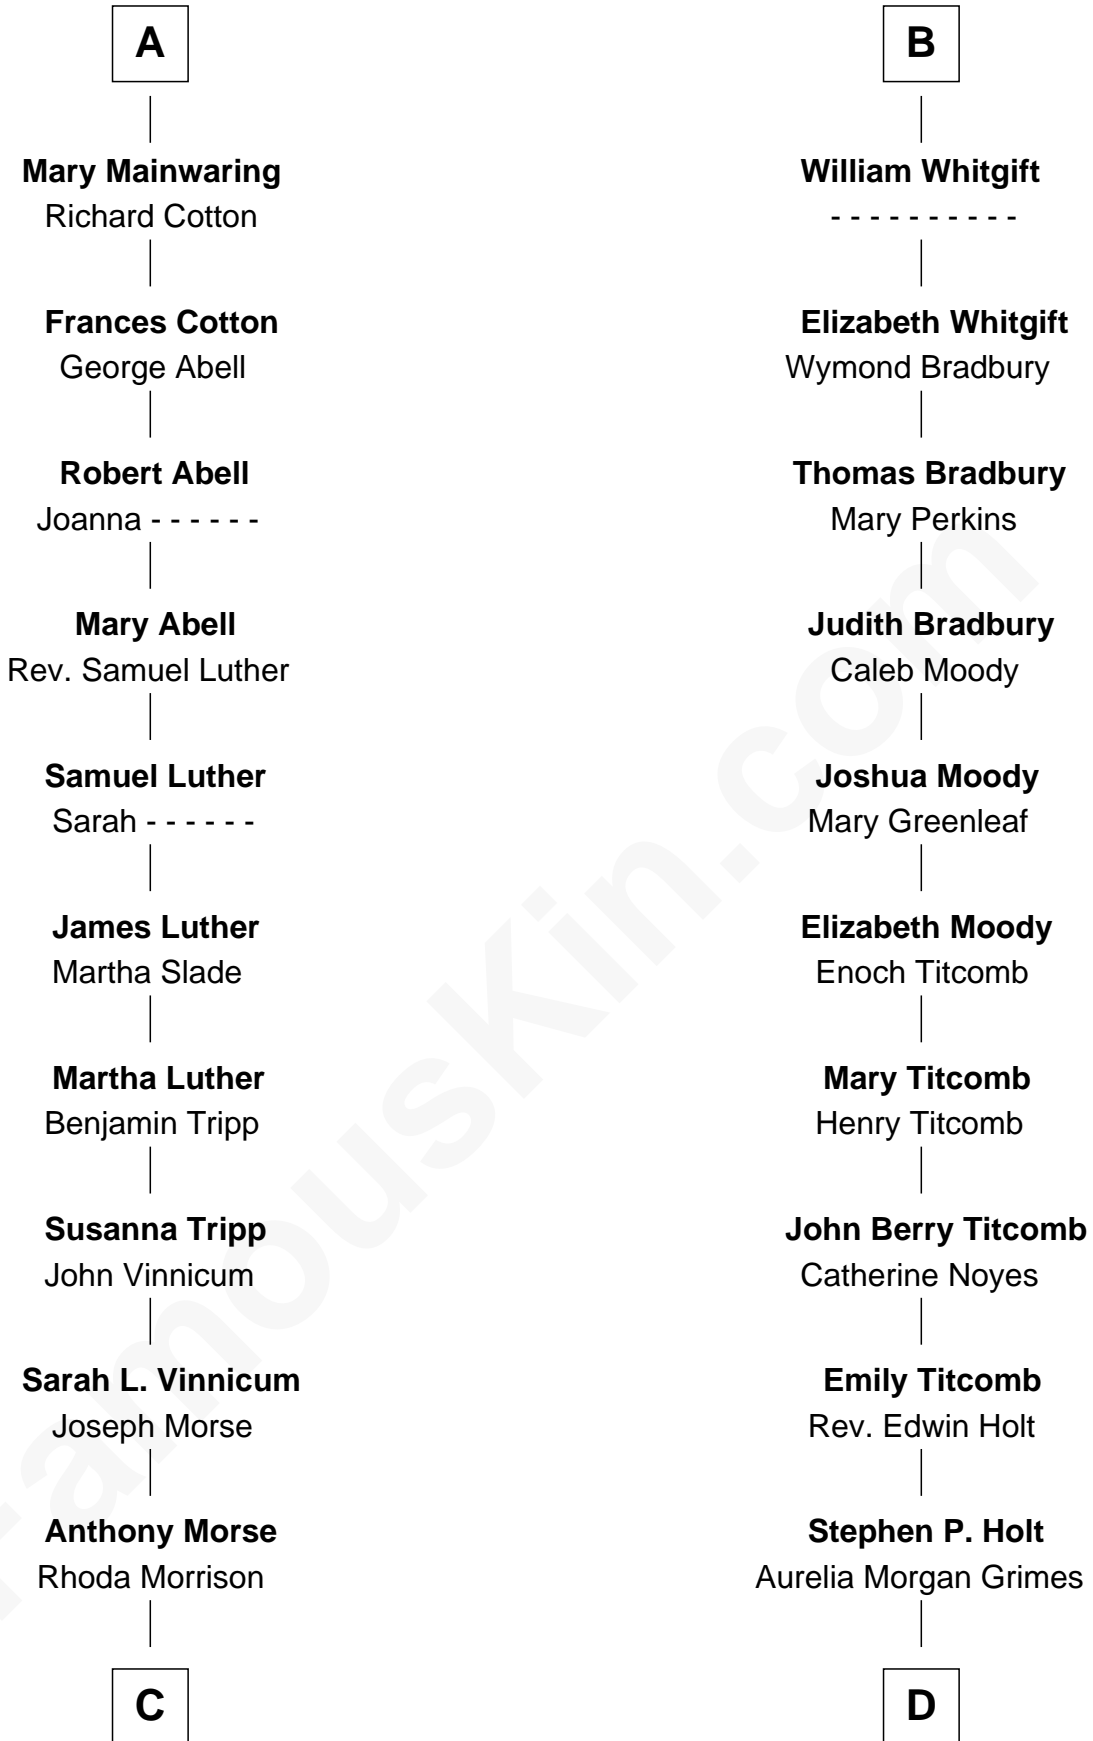 A
Mary Mainwaring
Richard Cotton
Frances Cotton
George Abell
Robert Abell
Joanna - - - - - -
Mary Abell
Rev. Samuel Luther
Samuel Luther
Sarah - - - - - -
James Luther
Martha Slade
Martha Luther
Benjamin Tripp
Susanna Tripp
John Vinnicum
Sarah L. Vinnicum
Joseph Morse
Anthony Morse
Rhoda Morrison
C
B
William Whitgift
- - - - - - - - - -
Elizabeth Whitgift
Wymond Bradbury
Thomas Bradbury
Mary Perkins
Judith Bradbury
Caleb Moody
Joshua Moody
Mary Greenleaf
Elizabeth Moody
Enoch Titcomb
Mary Titcomb
Henry Titcomb
John Berry Titcomb
Catherine Noyes
Emily Titcomb
Rev. Edwin Holt
Stephen P. Holt
Aurelia Morgan Grimes
D
FamousKin.com